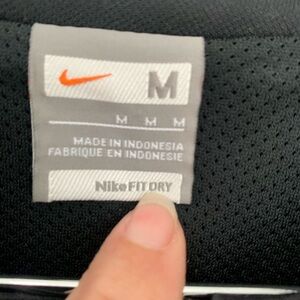 M
M M M
MADE IN INDONESIA
FABRIQUE EN INDONESIE
Nike FIT DRY